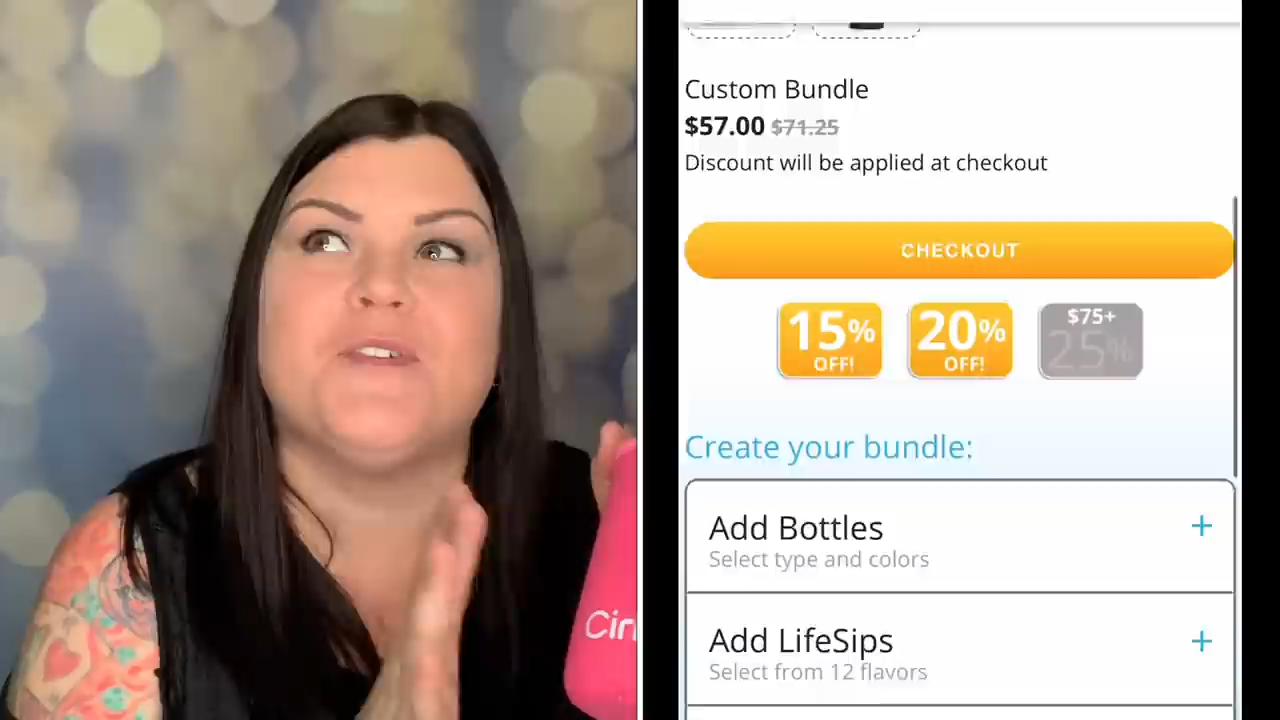 Custom Bundle
$57.00 $71.25
Discount will be applied at checkout
CHECKOUT
15%
OFF!
20%
OFF!
$75+
25%
Create your bundle:
Add Bottles
+
Select type and colors
Add LifeSips
+
Select from 12 flavors